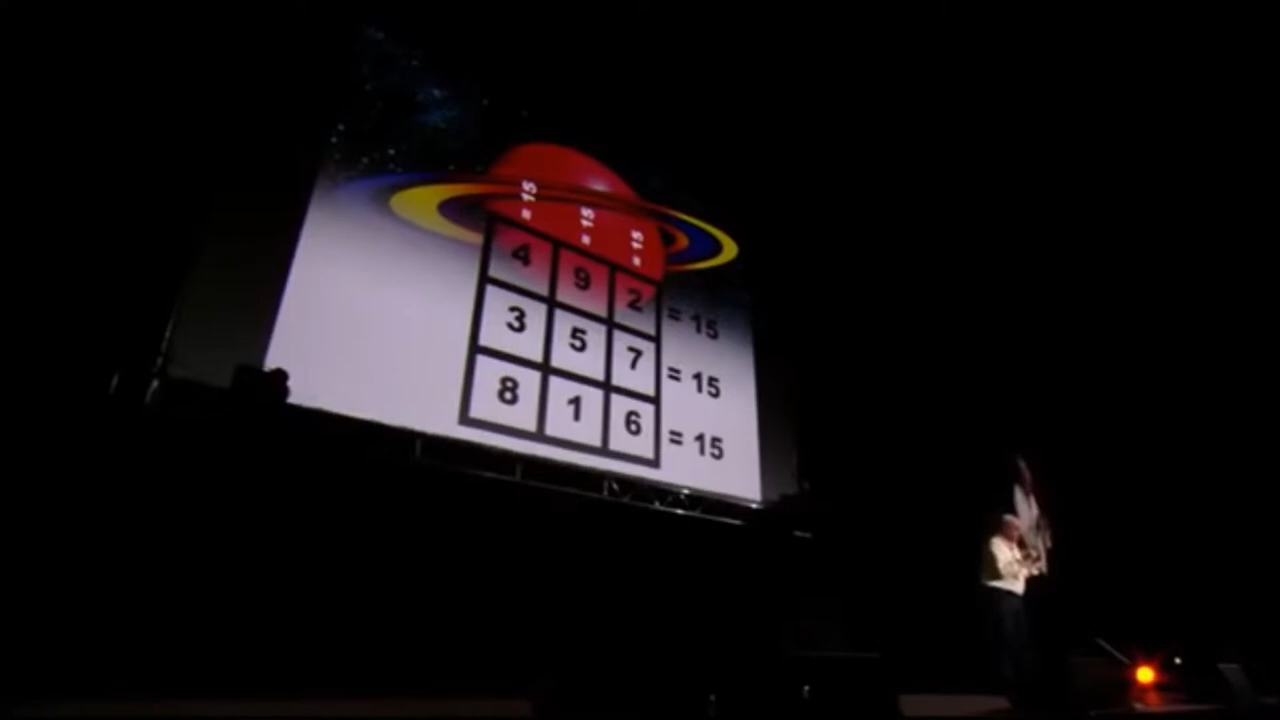 = 15 = 15 = 15
4 9 2 = 15
3 5 7 = 15
8 1 6 = 15